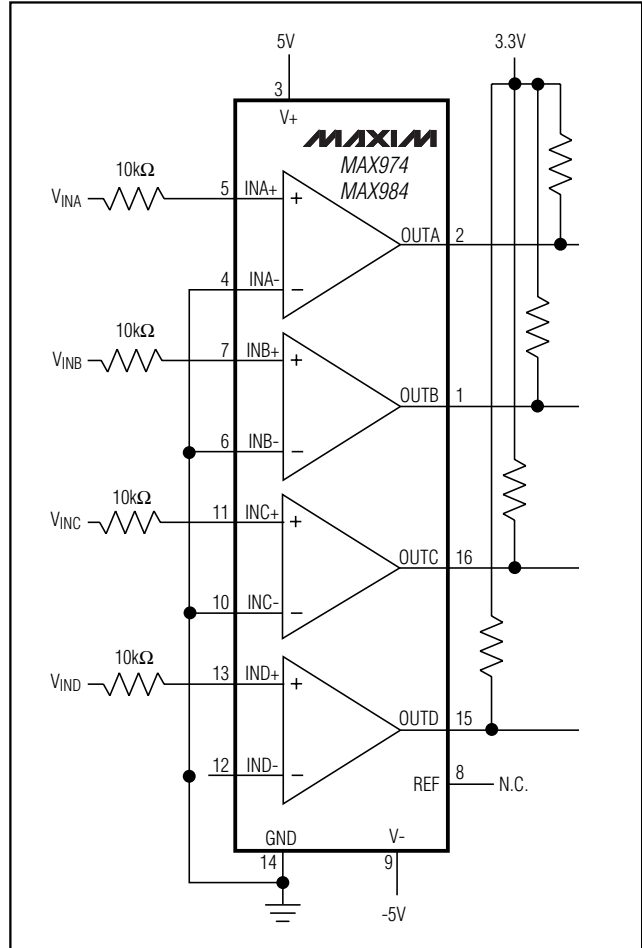 5V
3.3V
3
V+
MAXIM
MAX974
MAX984
10kΩ
VINA
5
INA+
+
OUTA
2
4
INA-
−
10kΩ
VINB
7
INB+
+
OUTB
1
6
INB-
−
10kΩ
VINC
11
INC+
+
OUTC
16
10
INC-
−
10kΩ
VIND
13
IND+
+
OUTD
15
12
IND-
−
REF
8
N.C.
GND
V-
14
9
-5V